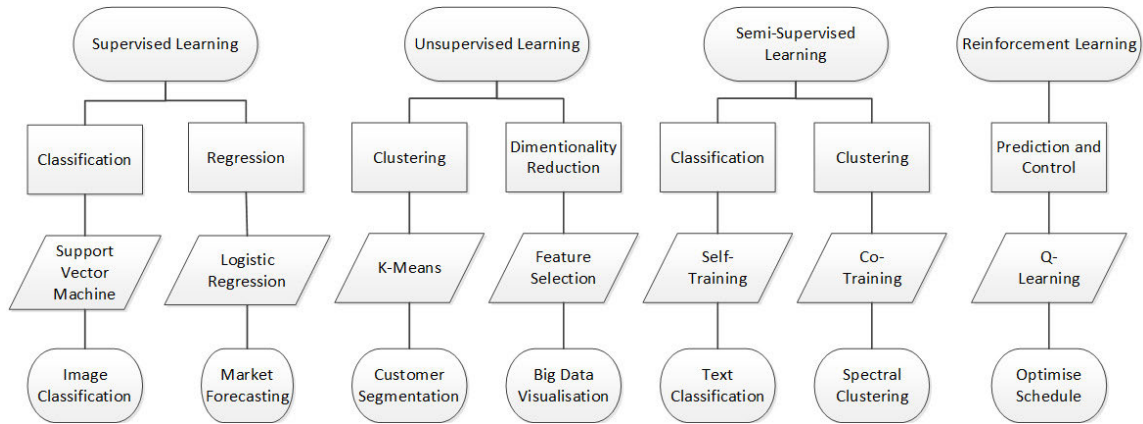 Supervised Learning
Unsupervised Learning
Semi-Supervised
Learning
Reinforcement Learning
Classification
Regression
Clustering
Dimentionality
Reduction
Classification
Clustering
Prediction and
Control
Support
Vector
Machine
Logistic
Regression
K-Means
Feature
Selection
Self-
Training
Co-
Training
Q-
Learning
Image
Classification
Market
Forecasting
Customer
Segmentation
Big Data
Visualisation
Text
Classification
Spectral
Clustering
Optimise
Schedule